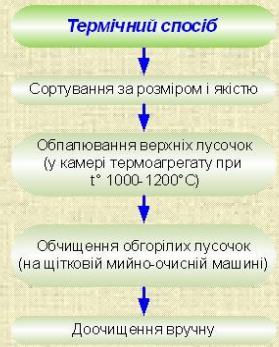 Термічний спосіб
Сортування за розміром і якістю
Обпалювання верхніх лусочок
(у камері термоагрегату при
t° 1000-1200°C)
Обчищення обгорілих лусочок
(на щітковій мийно-очисній машині)
Доочищення вручну